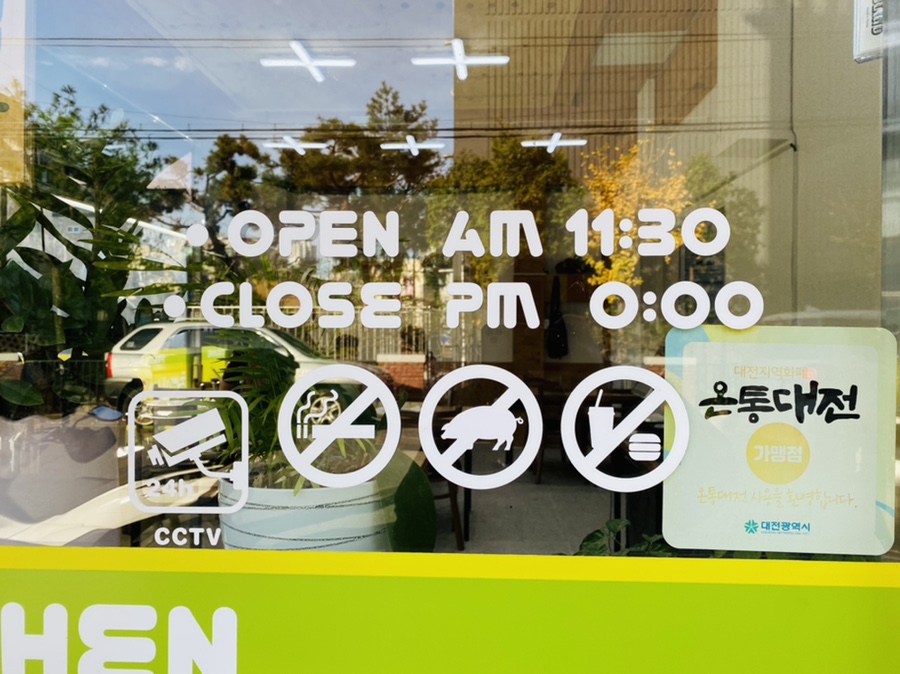 OPEN AM 11:30
CLOSE PM 0:00
대전지역화폐
온통대전
가맹점
온통대전 사용을 환영합니다.
대전광역시
24h
CCTV
HEN